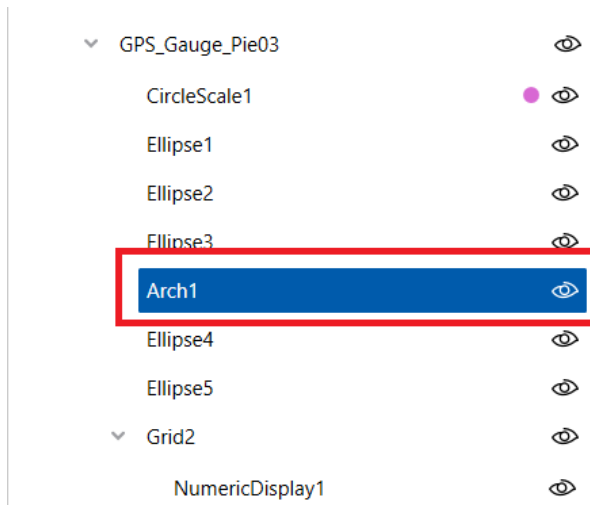 GPS_Gauge_Pie03
CircleScale1
Ellipse1
Ellipse2
Ellipse3
Arch1
Ellipse4
Ellipse5
Grid2
NumericDisplay1